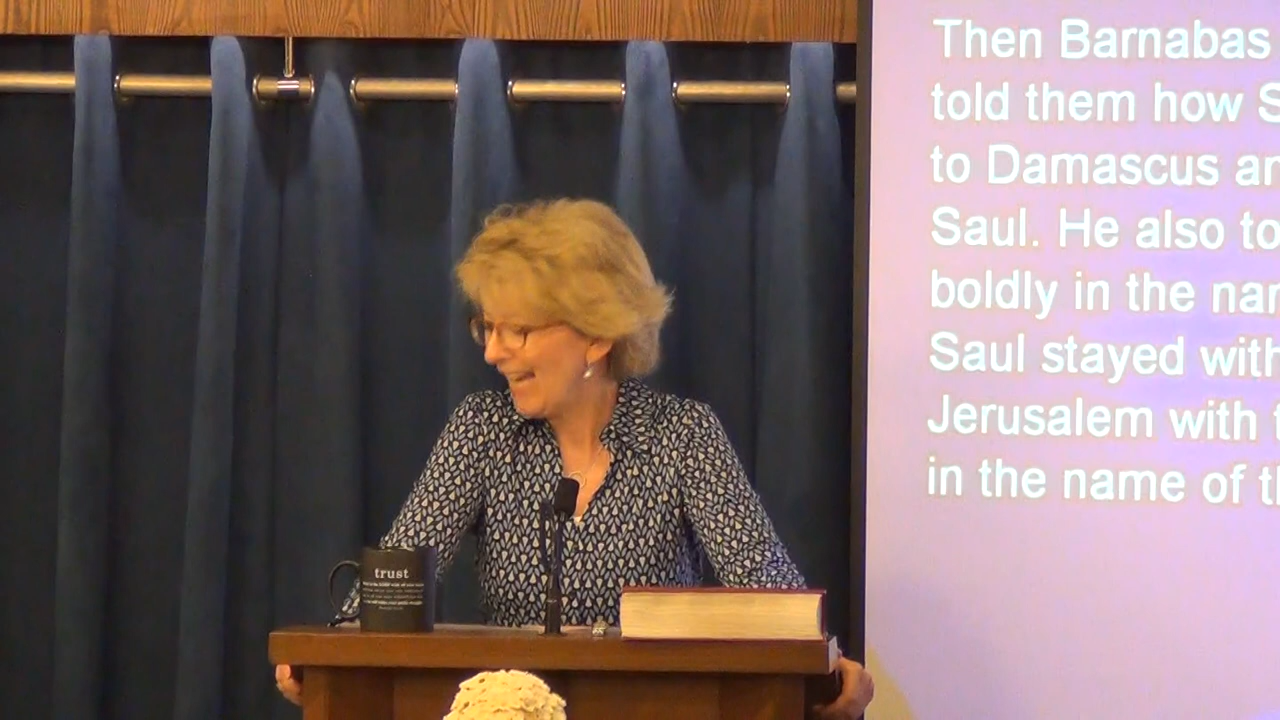 Then Barnabas
told them how S
to Damascus an
Saul. He also to
boldly in the nam
Saul stayed with
Jerusalem with t
in the name of t
trust